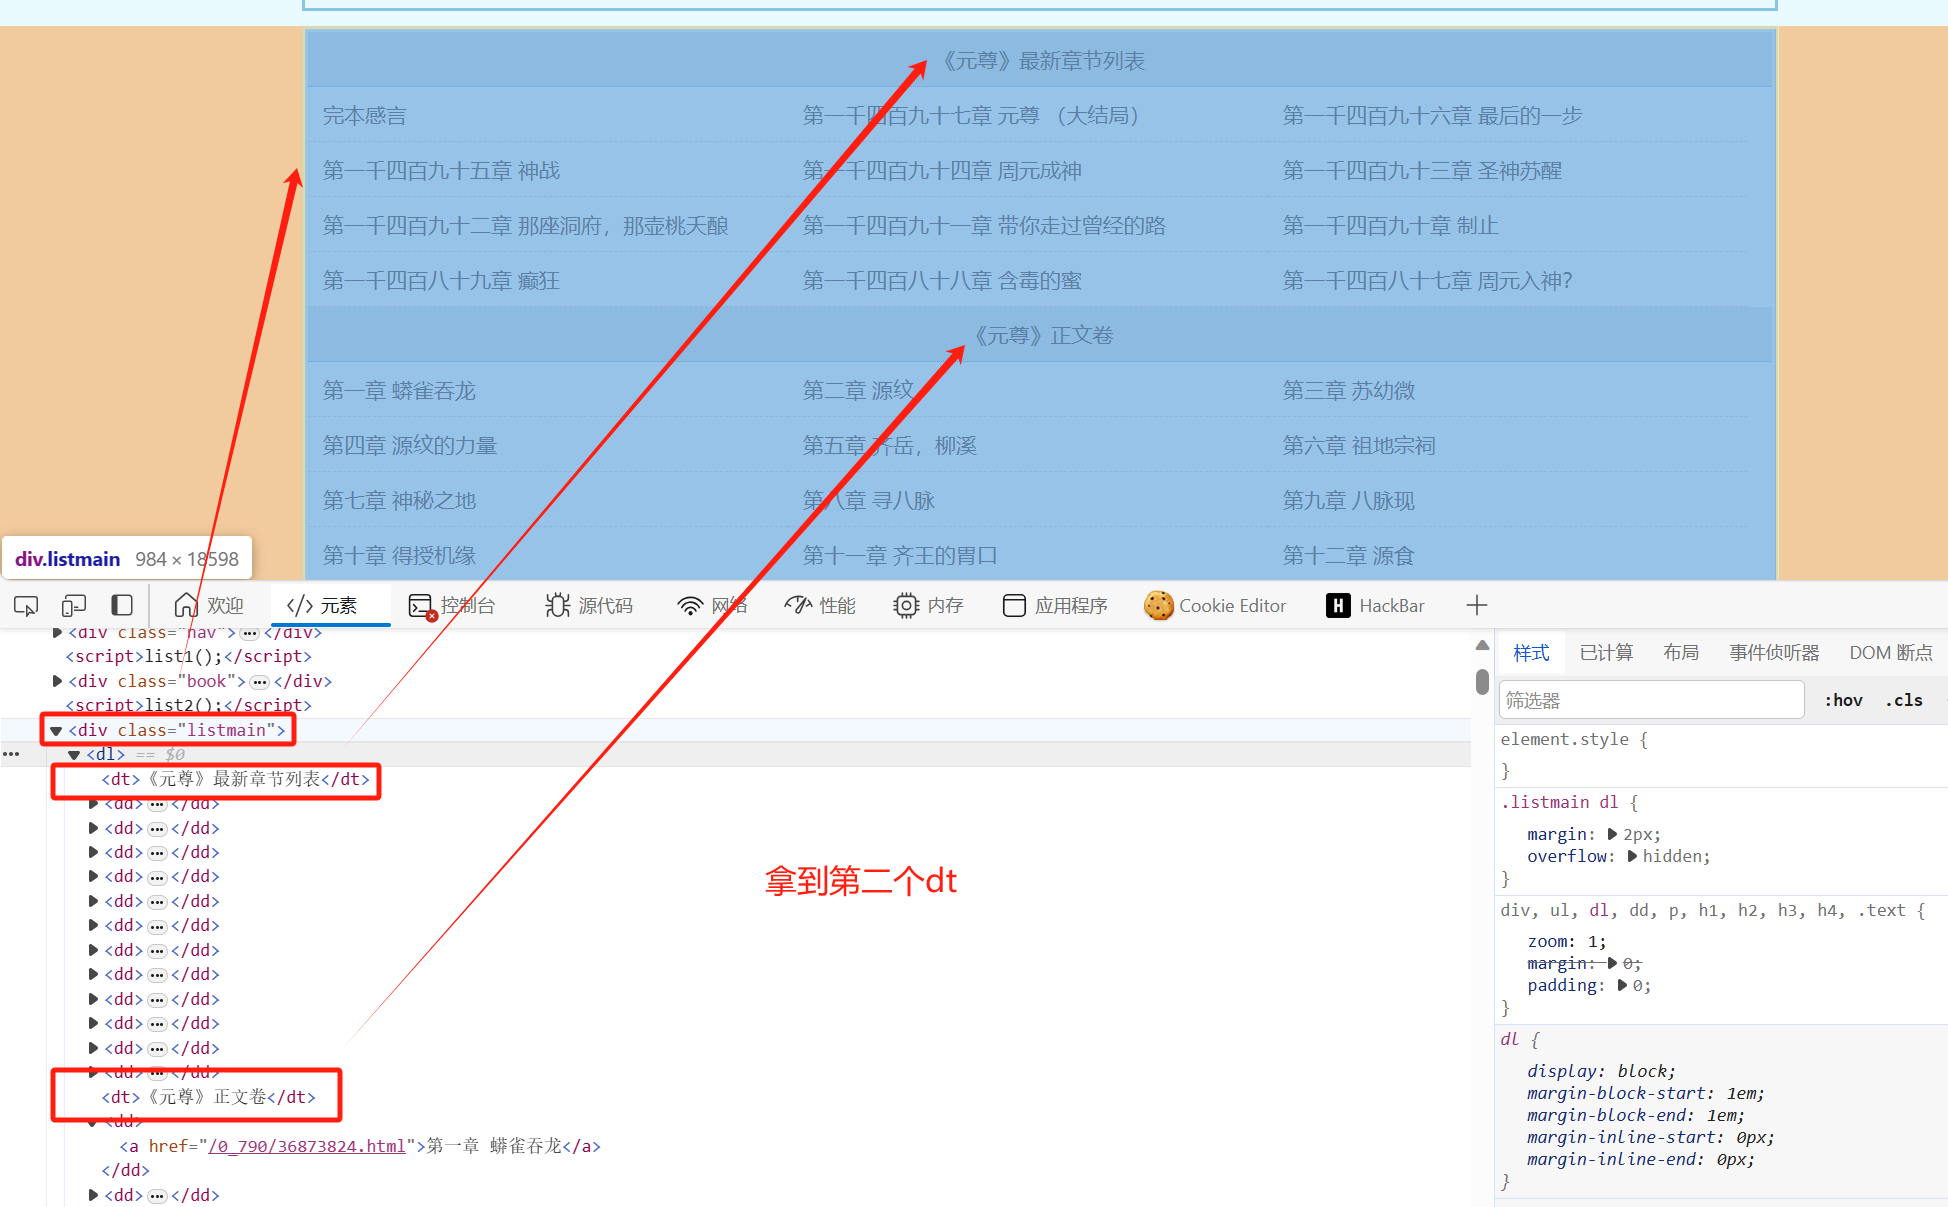 《元尊》最新章节列表
完本感言 第一千四百九十七章 元尊 （大结局） 第一千四百九十六章 最后的一步
第一千四百九十五章 神战 第一千四百九十四章 周元成神 第一千四百九十三章 圣神苏醒
第一千四百九十二章 那座洞府，那壶桃夭酿 第一千四百九十一章 带你走过曾经的路 第一千四百九十章 制止
第一千四百八十九章 癫狂 第一千四百八十八章 含毒的蜜 第一千四百八十七章 周元入神?
《元尊》正文卷
第一章 蟒雀吞龙 第二章 源纹 第三章 苏幼微
第四章 源纹的力量 第五章 齐岳，柳溪 第六章 祖地宗祠
第七章 神秘之地 第八章 寻八脉 第九章 八脉现
第十章 得授机缘 第十一章 齐王的胃口 第十二章 源食
div.listmain 984 × 18598
欢迎 </> 元素 控制台 源代码 网络 性能 内存 应用程序 Cookie Editor H HackBar
<div class="nav">…</div>
<script>list1();</script>
<div class="book">…</div>
<script>list2();</script>
<div class="listmain">
<dl> == $0
<dt>《元尊》最新章节列表</dt>
<dd>…</dd>
<dd>…</dd>
<dd>…</dd>
<dd>…</dd>
<dd>…</dd>
<dd>…</dd>
<dd>…</dd>
<dd>…</dd>
<dd>…</dd>
<dd>…</dd>
<dd>…</dd>
<dd>…</dd>
<dt>《元尊》正文卷</dt>
<dd>
<a href="/0_790/36873824.html">第一章 蟒雀吞龙</a>
</dd>
<dd>…</dd>
拿到第二个dt
样式 已计算 布局 事件侦听器 DOM 断点
筛选器 :hov .cls
element.style {
}
.listmain dl {
margin: 2px;
overflow: hidden;
}
div, ul, dl, dd, p, h1, h2, h3, h4, .text {
zoom: 1;
margin: 0;
padding: 0;
}
dl {
display: block;
margin-block-start: 1em;
margin-block-end: 1em;
margin-inline-start: 0px;
margin-inline-end: 0px;
}